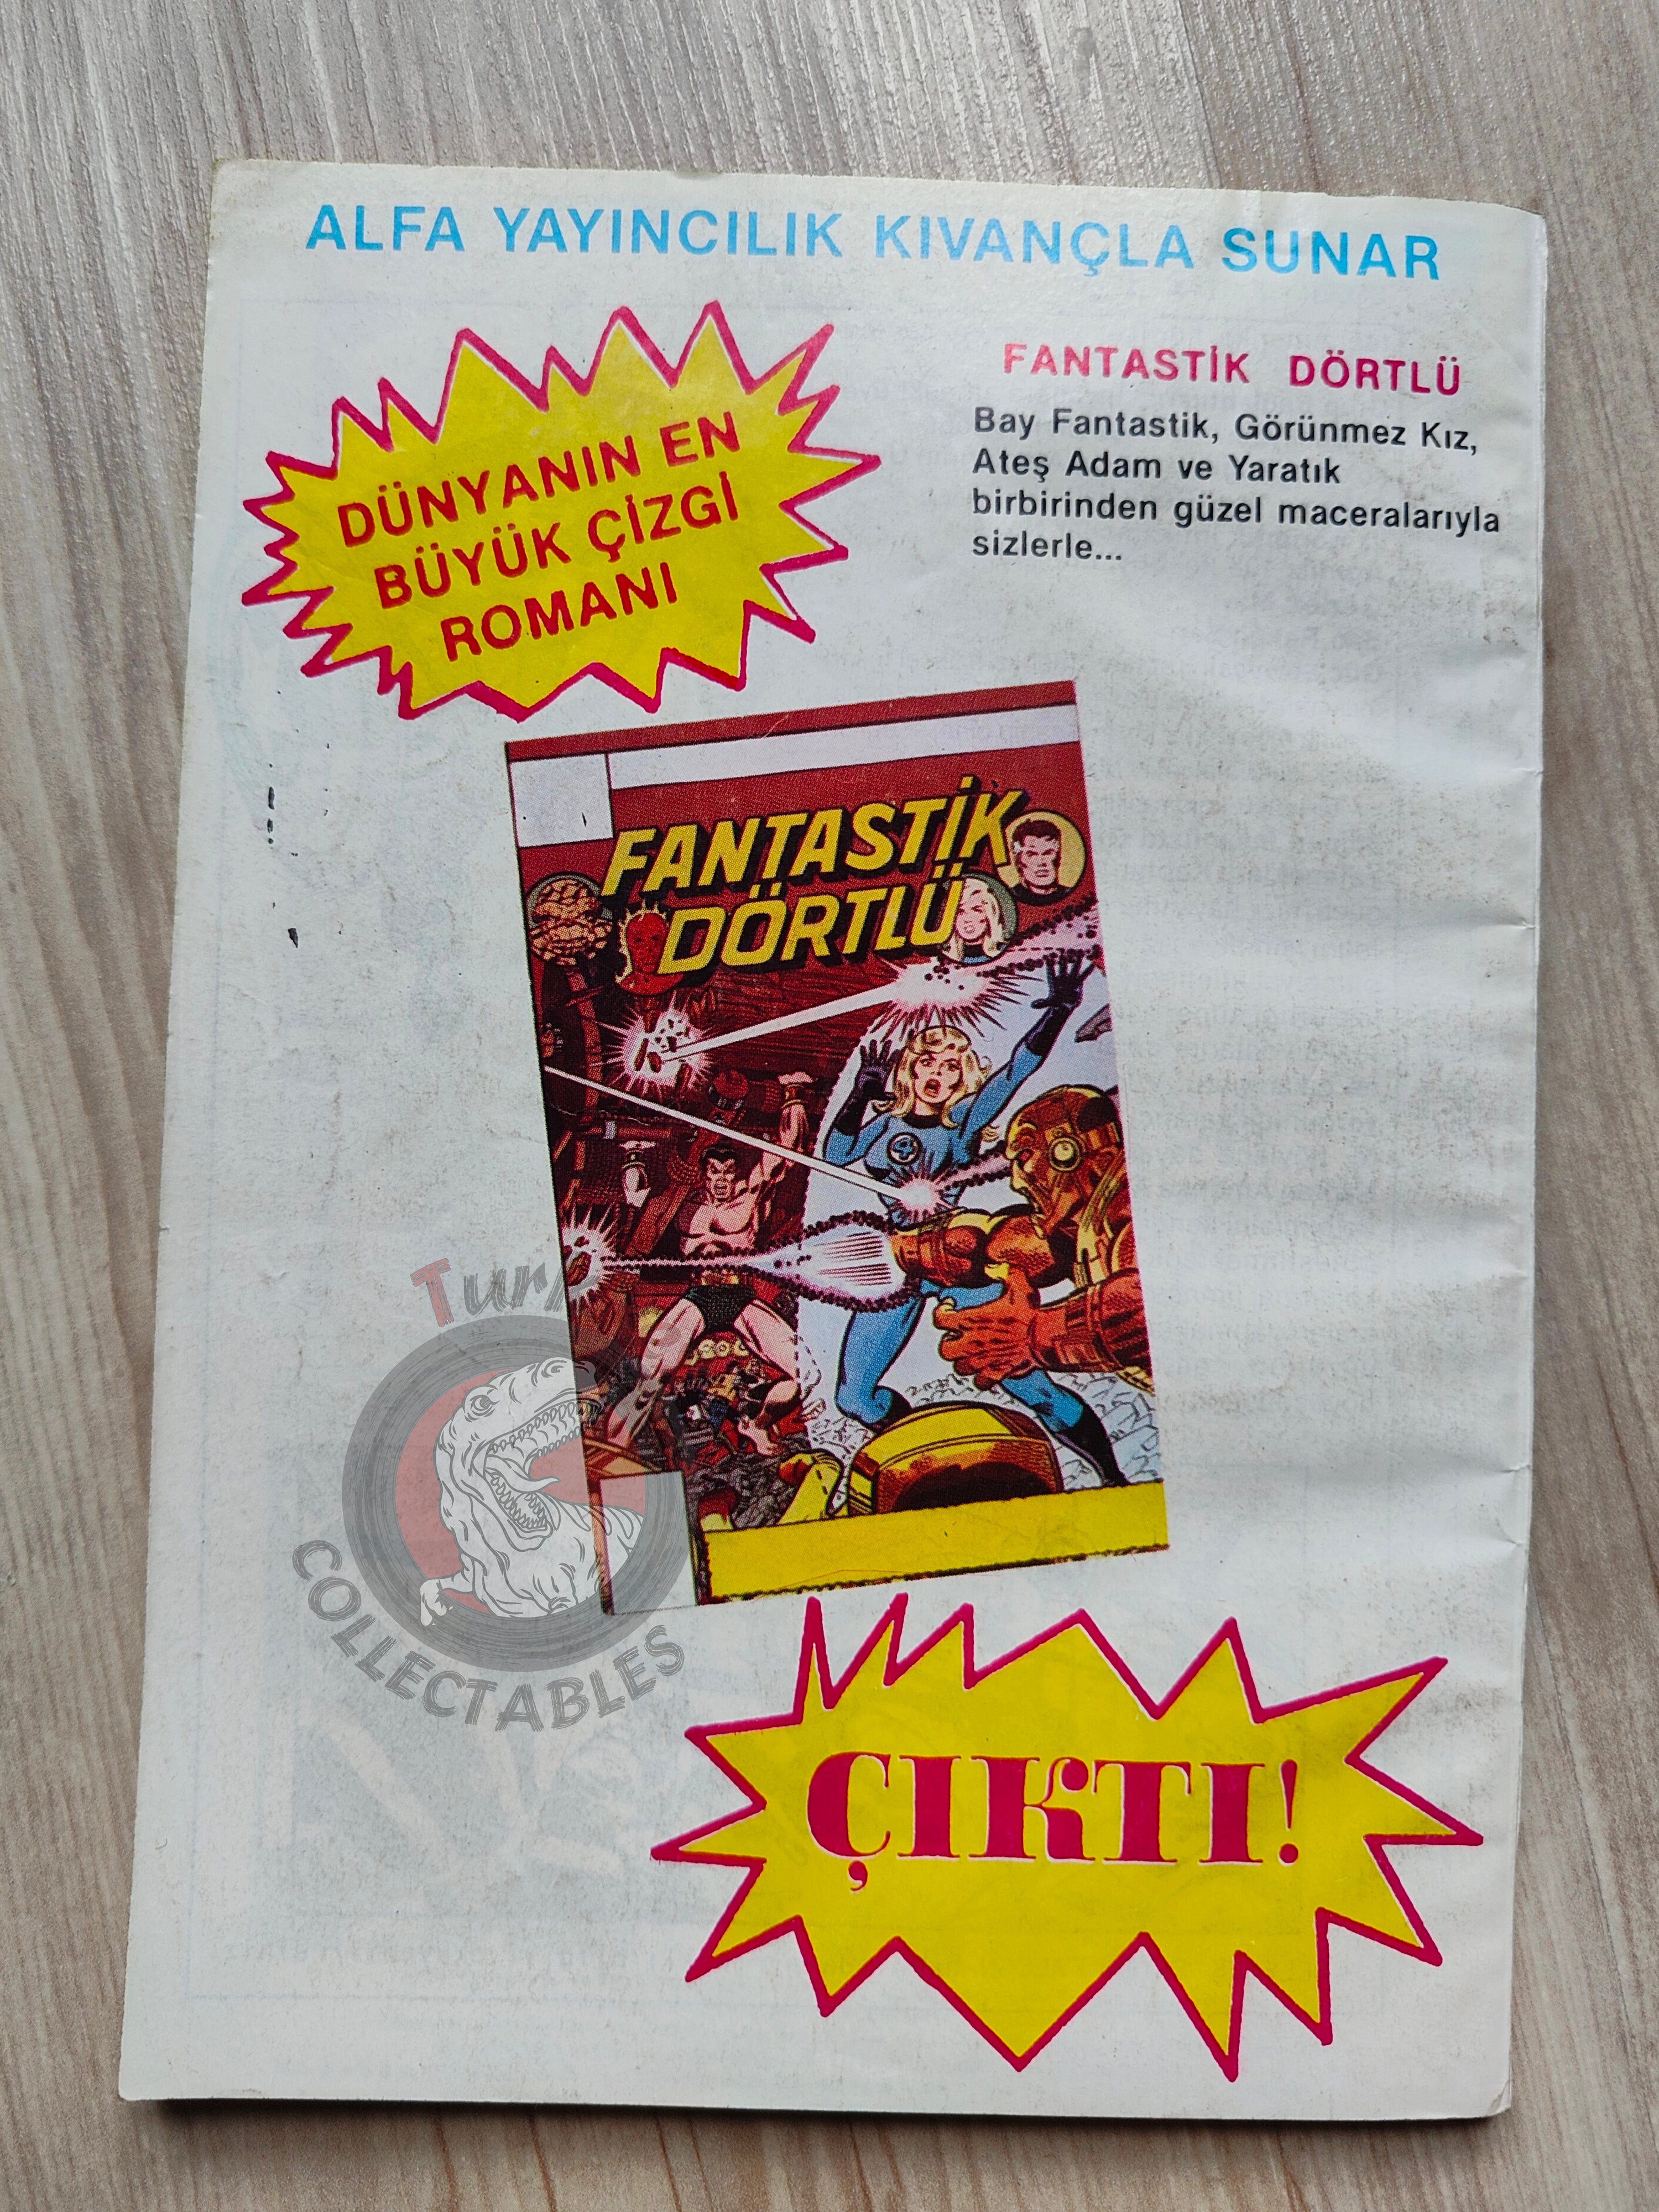 ALFA YAYINCILIK KIVANÇLA SUNAR
DÜNYANIN EN
BÜYÜK ÇİZGİ
ROMANI
FANTASTİK DÖRTLÜ
Bay Fantastik, Görünmez Kız,
Ateş Adam ve Yaratık
birbirinden güzel maceralarıyla
sizlerle...
FANTASTİK
DÖRTLÜ
4
COLLECTABLES
ÇIKTI!